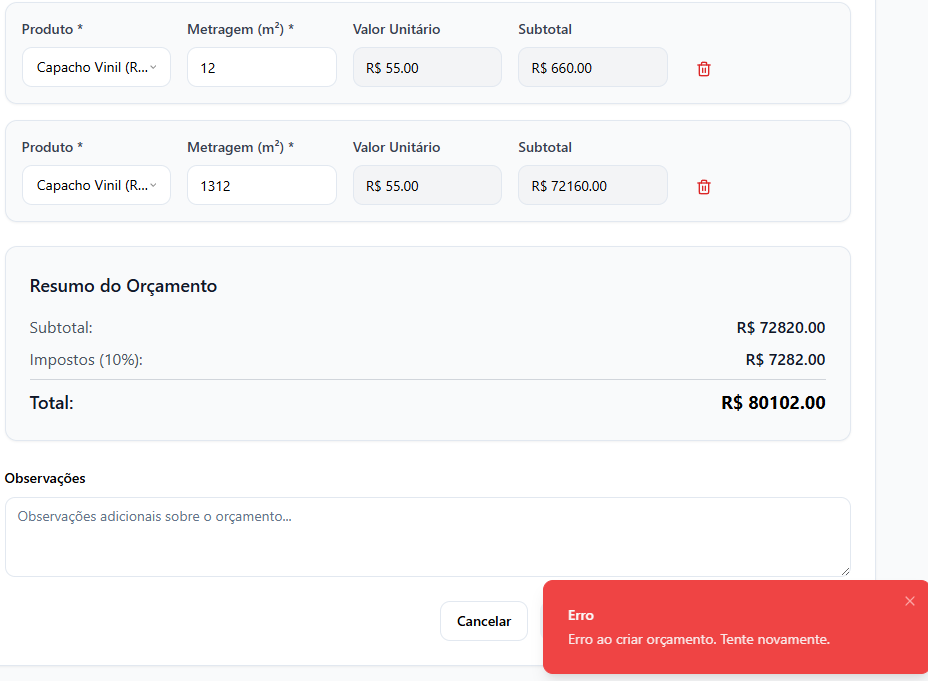 Produto * Metragem (m²) * Valor Unitário Subtotal
Capacho Vinil (R... 12 R$ 55.00 R$ 660.00
Produto * Metragem (m²) * Valor Unitário Subtotal
Capacho Vinil (R... 1312 R$ 55.00 R$ 72160.00
Resumo do Orçamento
Subtotal: R$ 72820.00
Impostos (10%): R$ 7282.00
Total: R$ 80102.00
Observações
Observações adicionais sobre o orçamento...
Cancelar
Erro
Erro ao criar orçamento. Tente novamente.